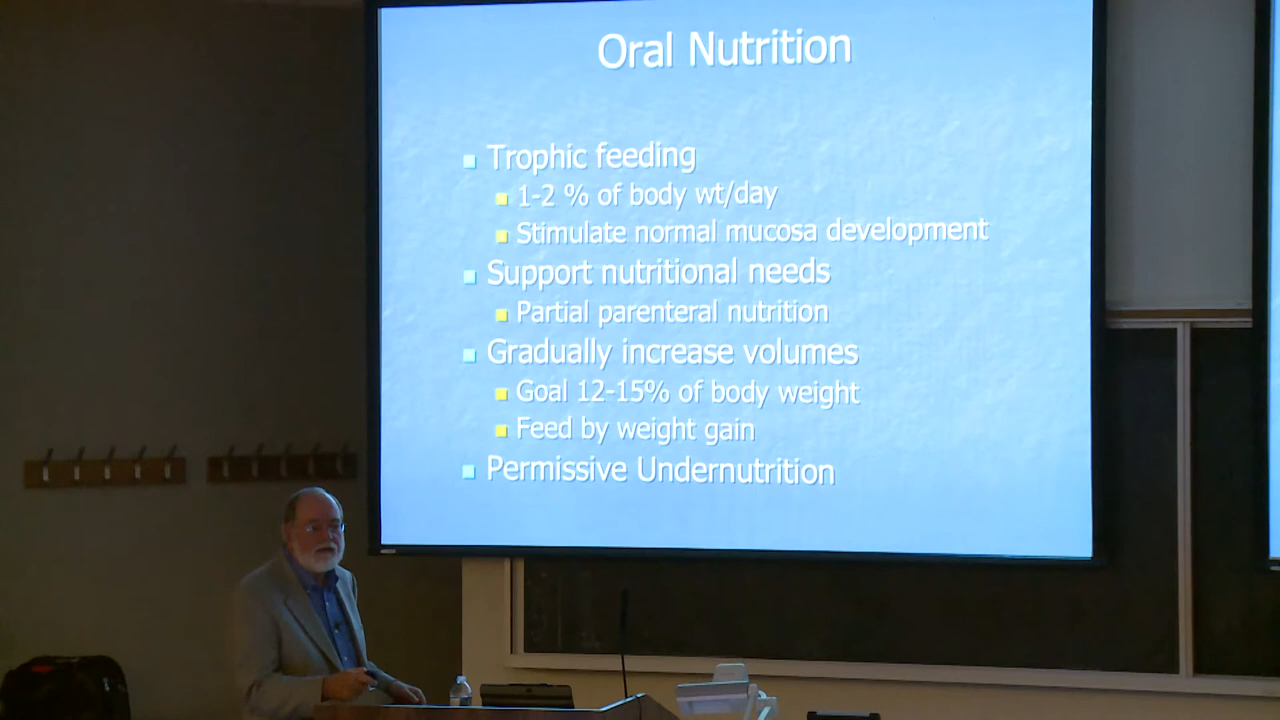 Oral Nutrition
Trophic feeding
1-2 % of body wt/day
Stimulate normal mucosa development
Support nutritional needs
Partial parenteral nutrition
Gradually increase volumes
Goal 12-15% of body weight
Feed by weight gain
Permissive Undernutrition